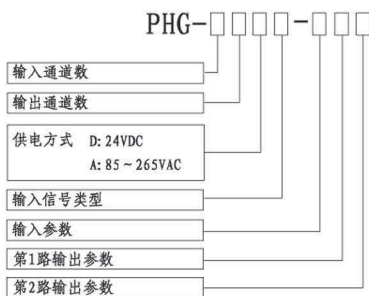 PHG-□□□□-□□□
输入通道数
输出通道数
供电方式 D: 24VDC
A: 85～265VAC
输入信号类型
输入参数
第1路输出参数
第2路输出参数